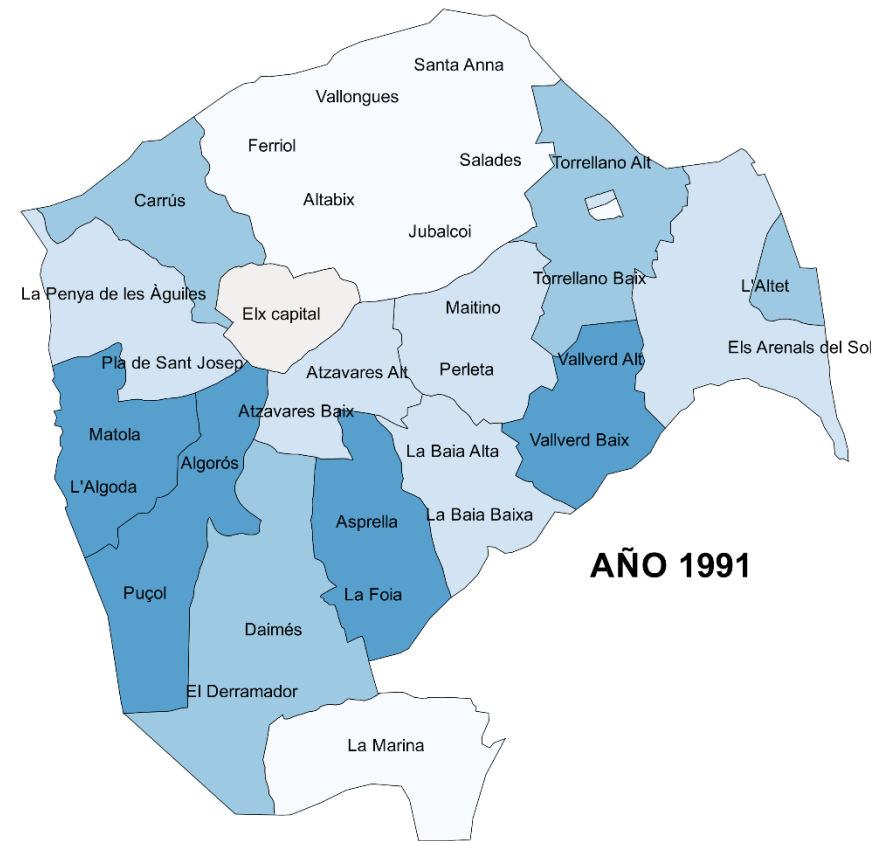 Santa Anna
Vallongues
Ferriol
Salades
Torrellano Alt
Carrús
Altabix
Jubalcoi
Torrellano Baix
L'Altet
La Penya de les Àguiles
Elx capital
Maitino
Els Arenals del Sol
Pla de Sant Josep
Atzavares Alt
Perleta
Vallverd Alt
Atzavares Baix
Matola
Vallverd Baix
La Baia Alta
Algorós
L'Algoda
Asprella
La Baia Baixa
AÑO 1991
Puçol
La Foia
Daimés
El Derramador
La Marina